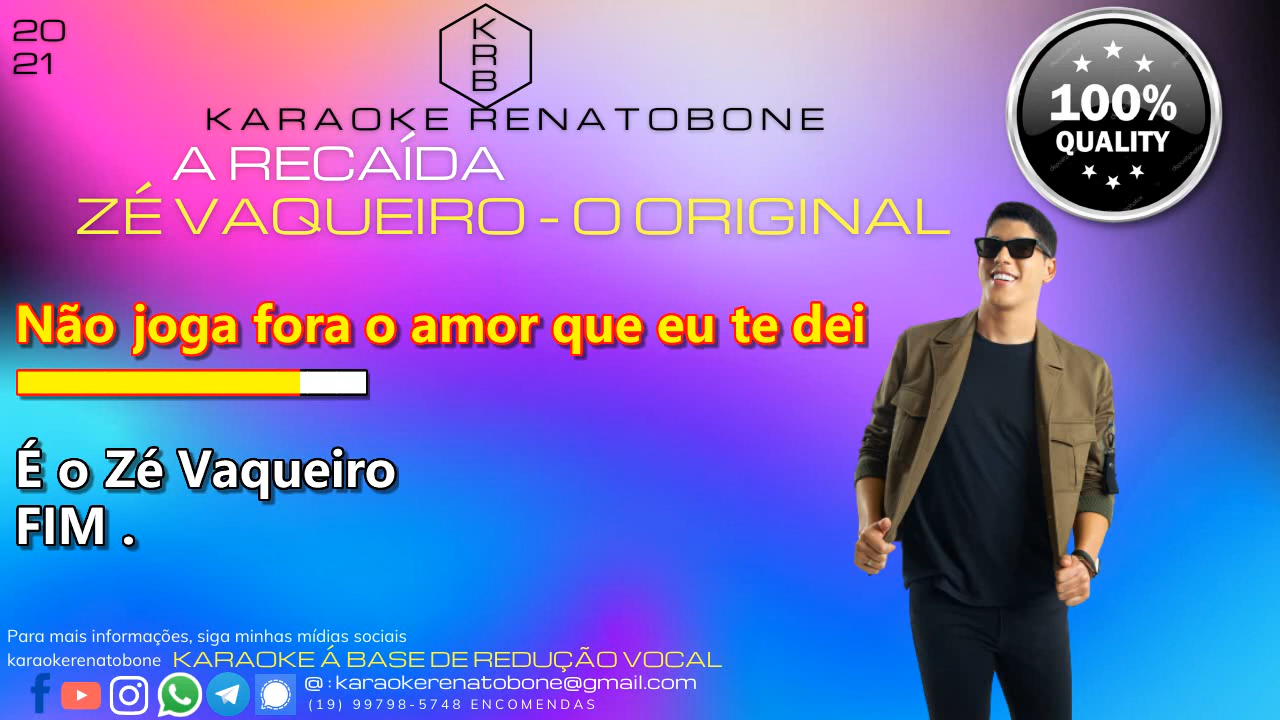 20
21
K
R
B
KARAOKE RENATOBONE
A RECAÍDA
ZÉ VAQUEIRO - O ORIGINAL
100%
QUALITY
Não joga fora o amor que eu te dei
É o Zé Vaqueiro
FIM .
Para mais informações, siga minhas mídias sociais
karaokerenatobone KARAOKE Á BASE DE REDUÇÃO VOCAL
@:karaokerenatobone@gmail.com
(19) 99798-5748 ENCOMENDAS